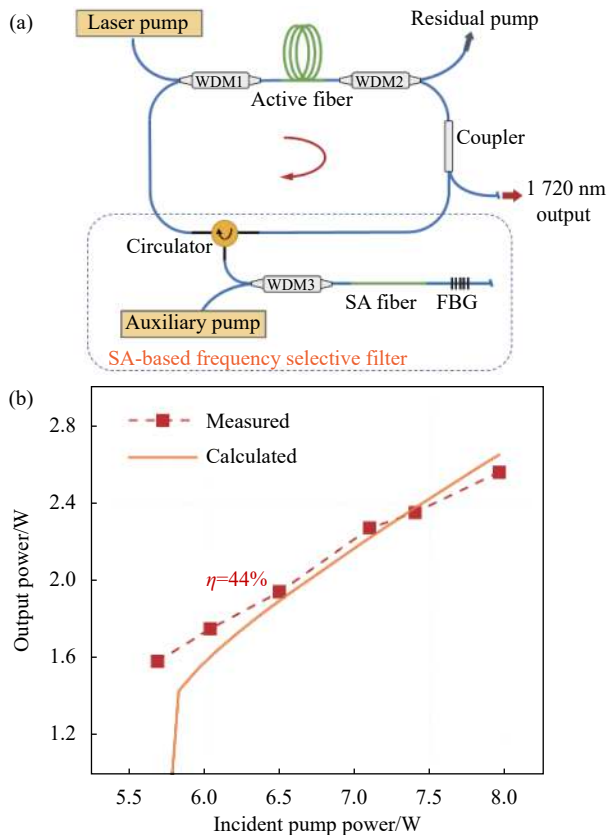 (a)
Laser pump
Residual pump
WDM1
WDM2
Active fiber
Coupler
1 720 nm
output
Circulator
WDM3
SA fiber
FBG
Auxiliary pump
SA-based frequency selective filter
(b)
Measured
Calculated
η=44%
Output power/W
2.8
2.4
2.0
1.6
1.2
5.5 6.0 6.5 7.0 7.5 8.0
Incident pump power/W